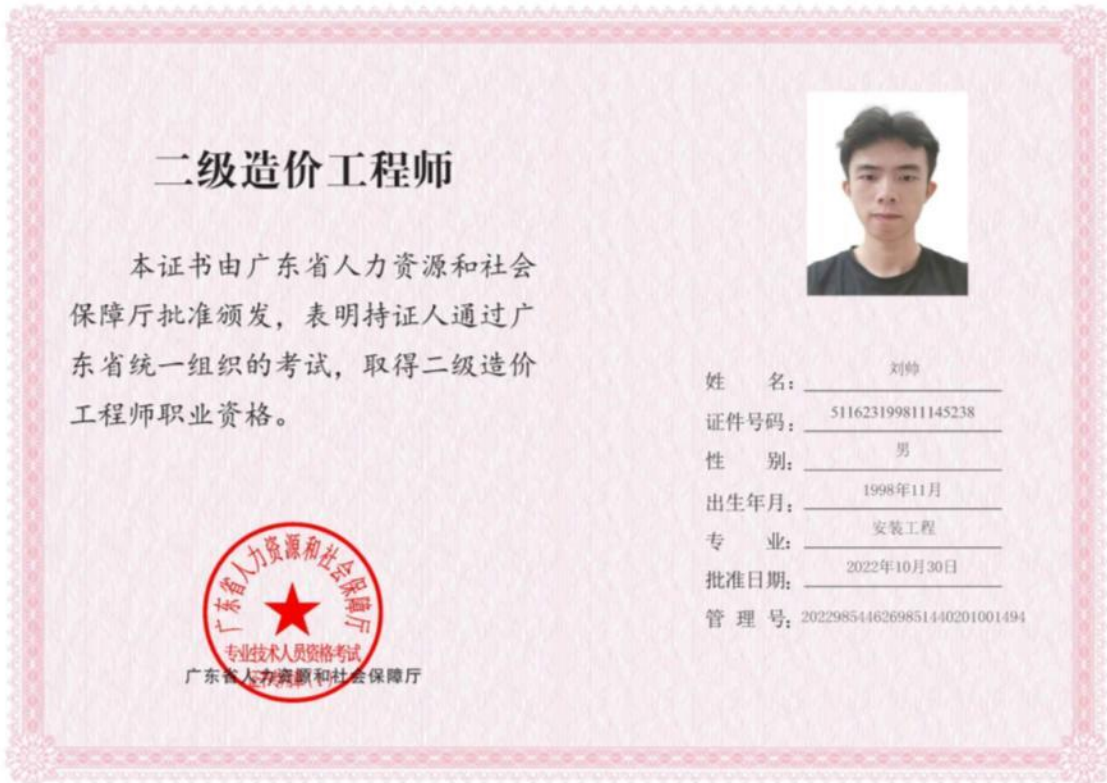 二级造价工程师
本证书由广东省人力资源和社会
保障厅批准颁发，表明持证人通过广
东省统一组织的考试，取得二级造价
工程师职业资格。
广东省人力资源和社会保障厅
专业技术人员资格考试
广东省人力资源和社会保障厅
姓名：刘帅
证件号码：511623199811145238
性别：男
出生年月：1998年11月
专业：安装工程
批准日期：2022年10月30日
管理号：2022985446269851440201001494